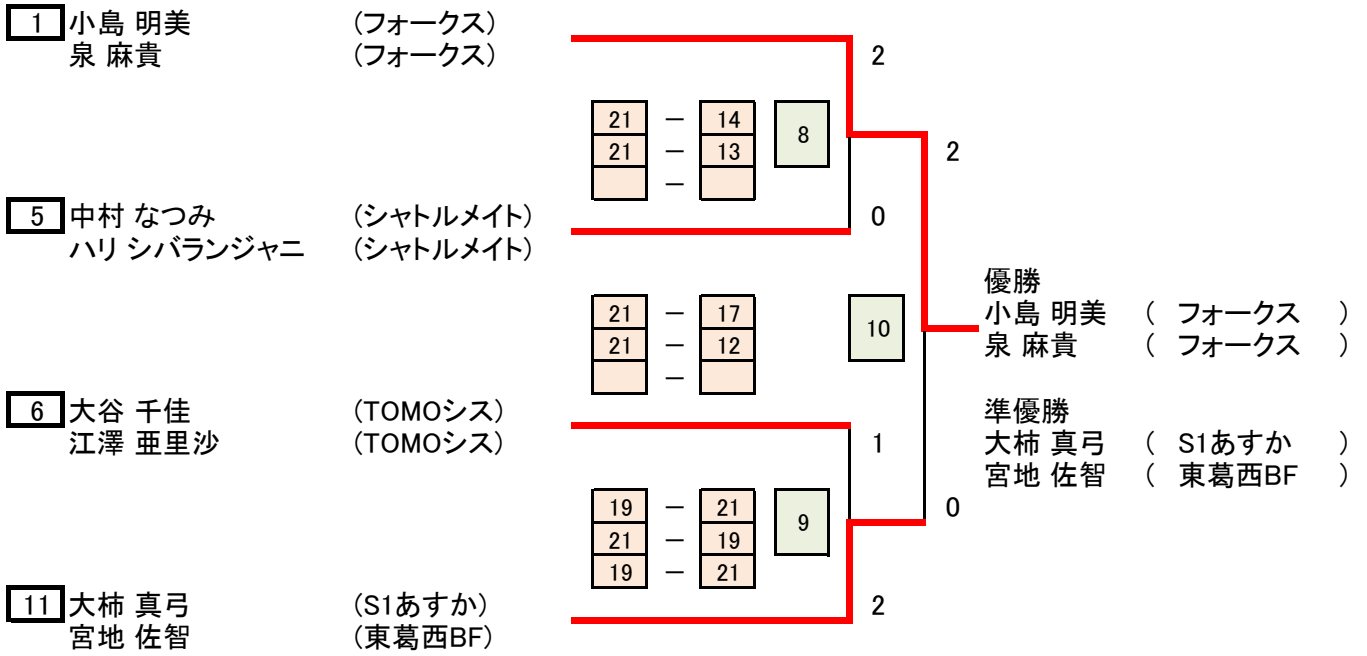 1 小島 明美 (フォークス)
泉 麻貴 (フォークス)
2
21 － 14
8
21 － 13
－
2
5 中村 なつみ (シャトルメイト)
0
ハリ シバランジャニ (シャトルメイト)
優勝
21 － 17
小島 明美 ( フォークス )
10
21 － 12
泉 麻貴 ( フォークス )
－
6 大谷 千佳 (TOMOシス)
準優勝
江澤 亜里沙 (TOMOシス)
1
大柿 真弓 ( S1あすか )
宮地 佐智 ( 東葛西BF )
19 － 21
0
9
21 － 19
19 － 21
11 大柿 真弓 (S1あすか)
2
宮地 佐智 (東葛西BF)